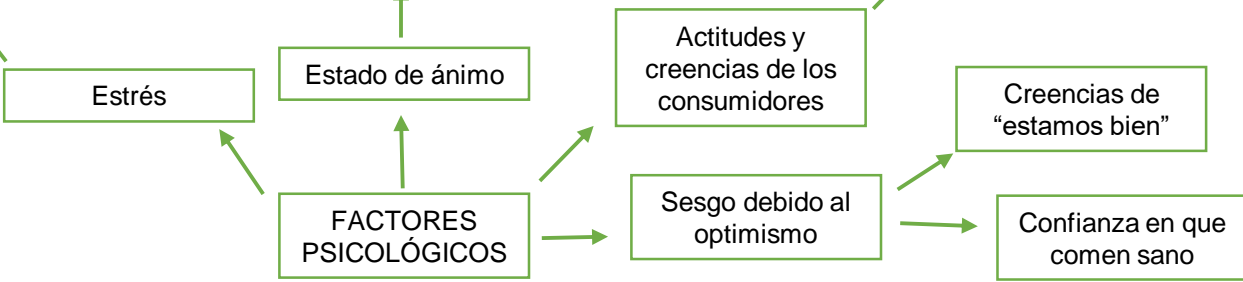 Estrés
Estado de ánimo
Actitudes y
creencias de los
consumidores
Creencias de
“estamos bien”
FACTORES
PSICOLÓGICOS
Sesgo debido al
optimismo
Confianza en que
comen sano